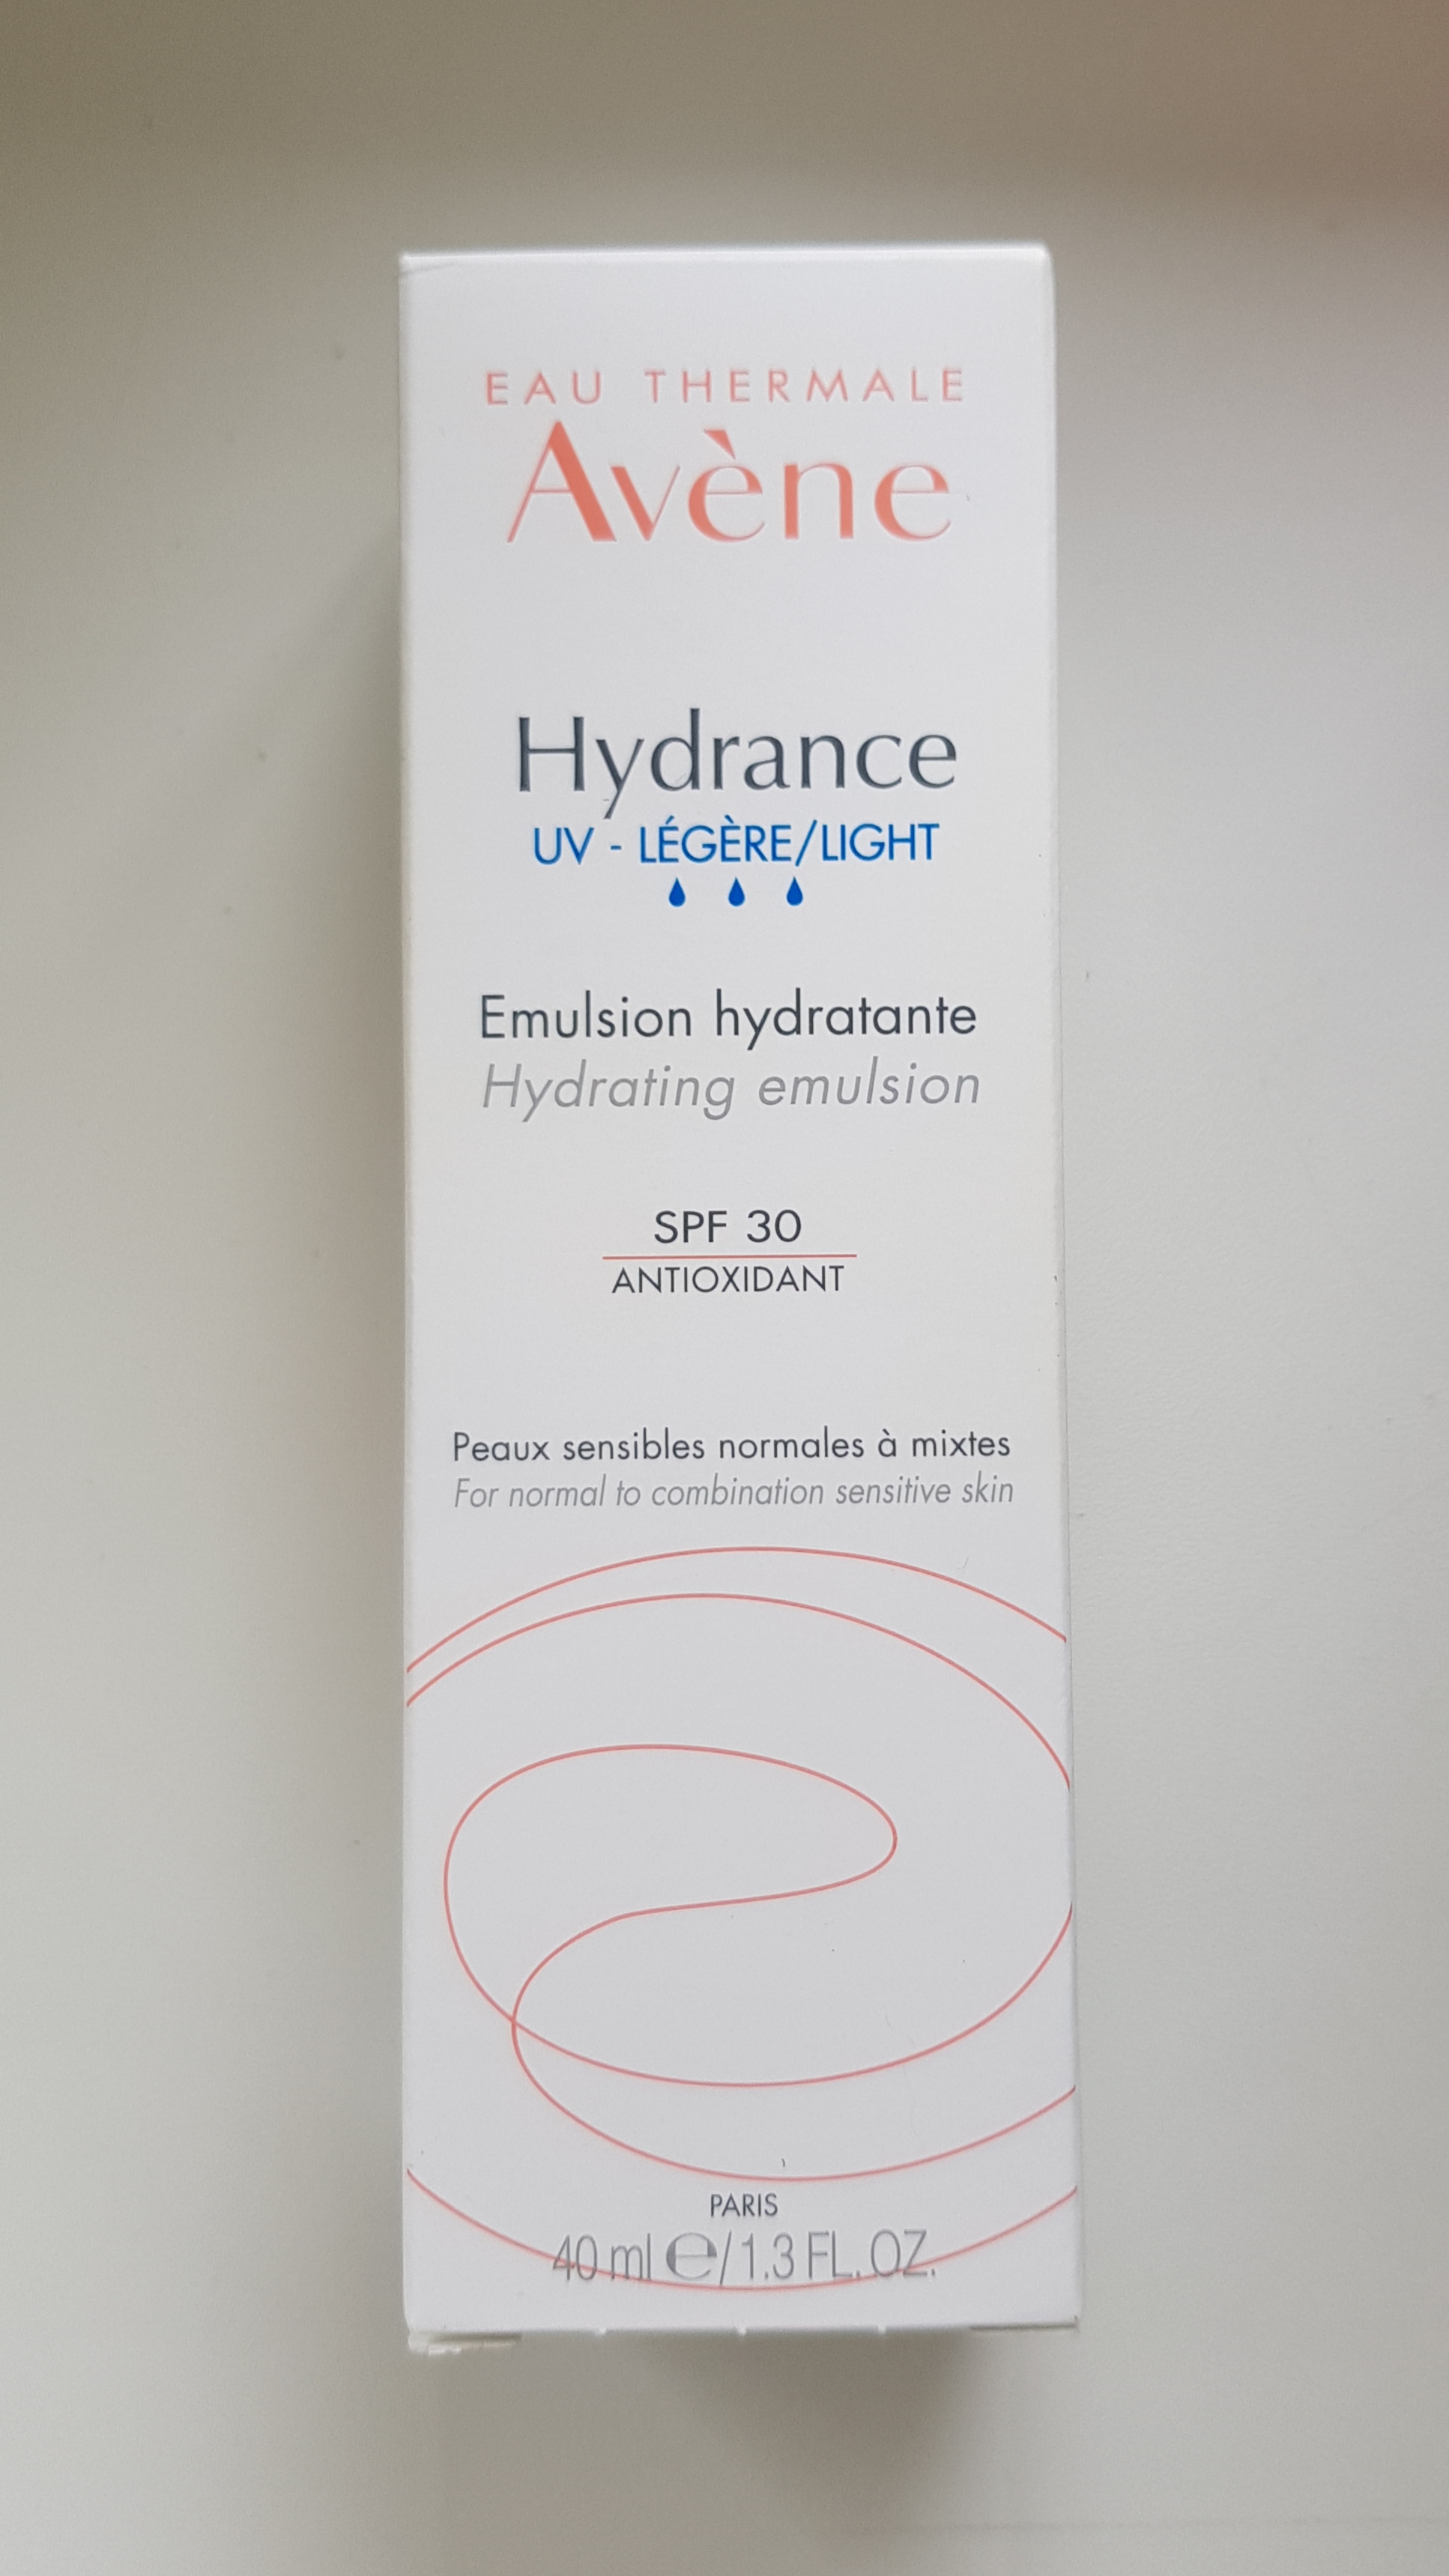 EAU THERMALE
Avène
Hydrance
UV - LÉGÈRE/LIGHT
Emulsion hydratante
Hydrating emulsion
SPF 30
ANTIOXIDANT
Peaux sensibles normales à mixtes
For normal to combination sensitive skin
PARIS
40 ml ℮/1.3 FL. OZ.